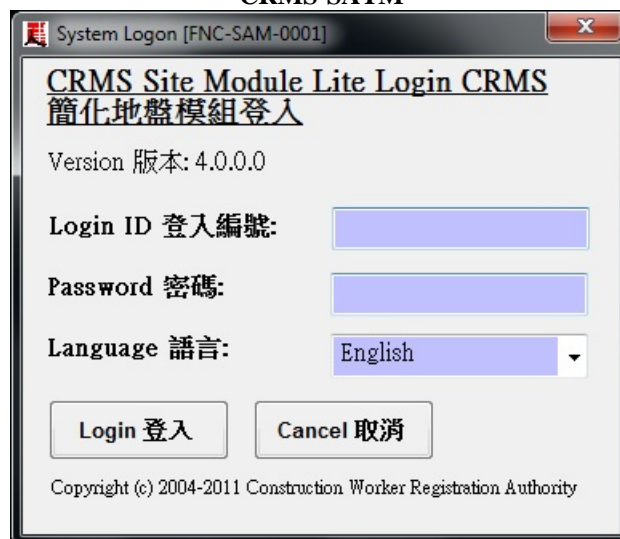 CRMS SATM
System Logon [FNC-SAM-0001]
CRMS Site Module Lite Login CRMS
簡化地盤模組登入
Version 版本: 4.0.0.0
Login ID 登入編號:
Password 密碼:
Language 語言:
English
Login 登入
Cancel 取消
Copyright (c) 2004-2011 Construction Worker Registration Authority